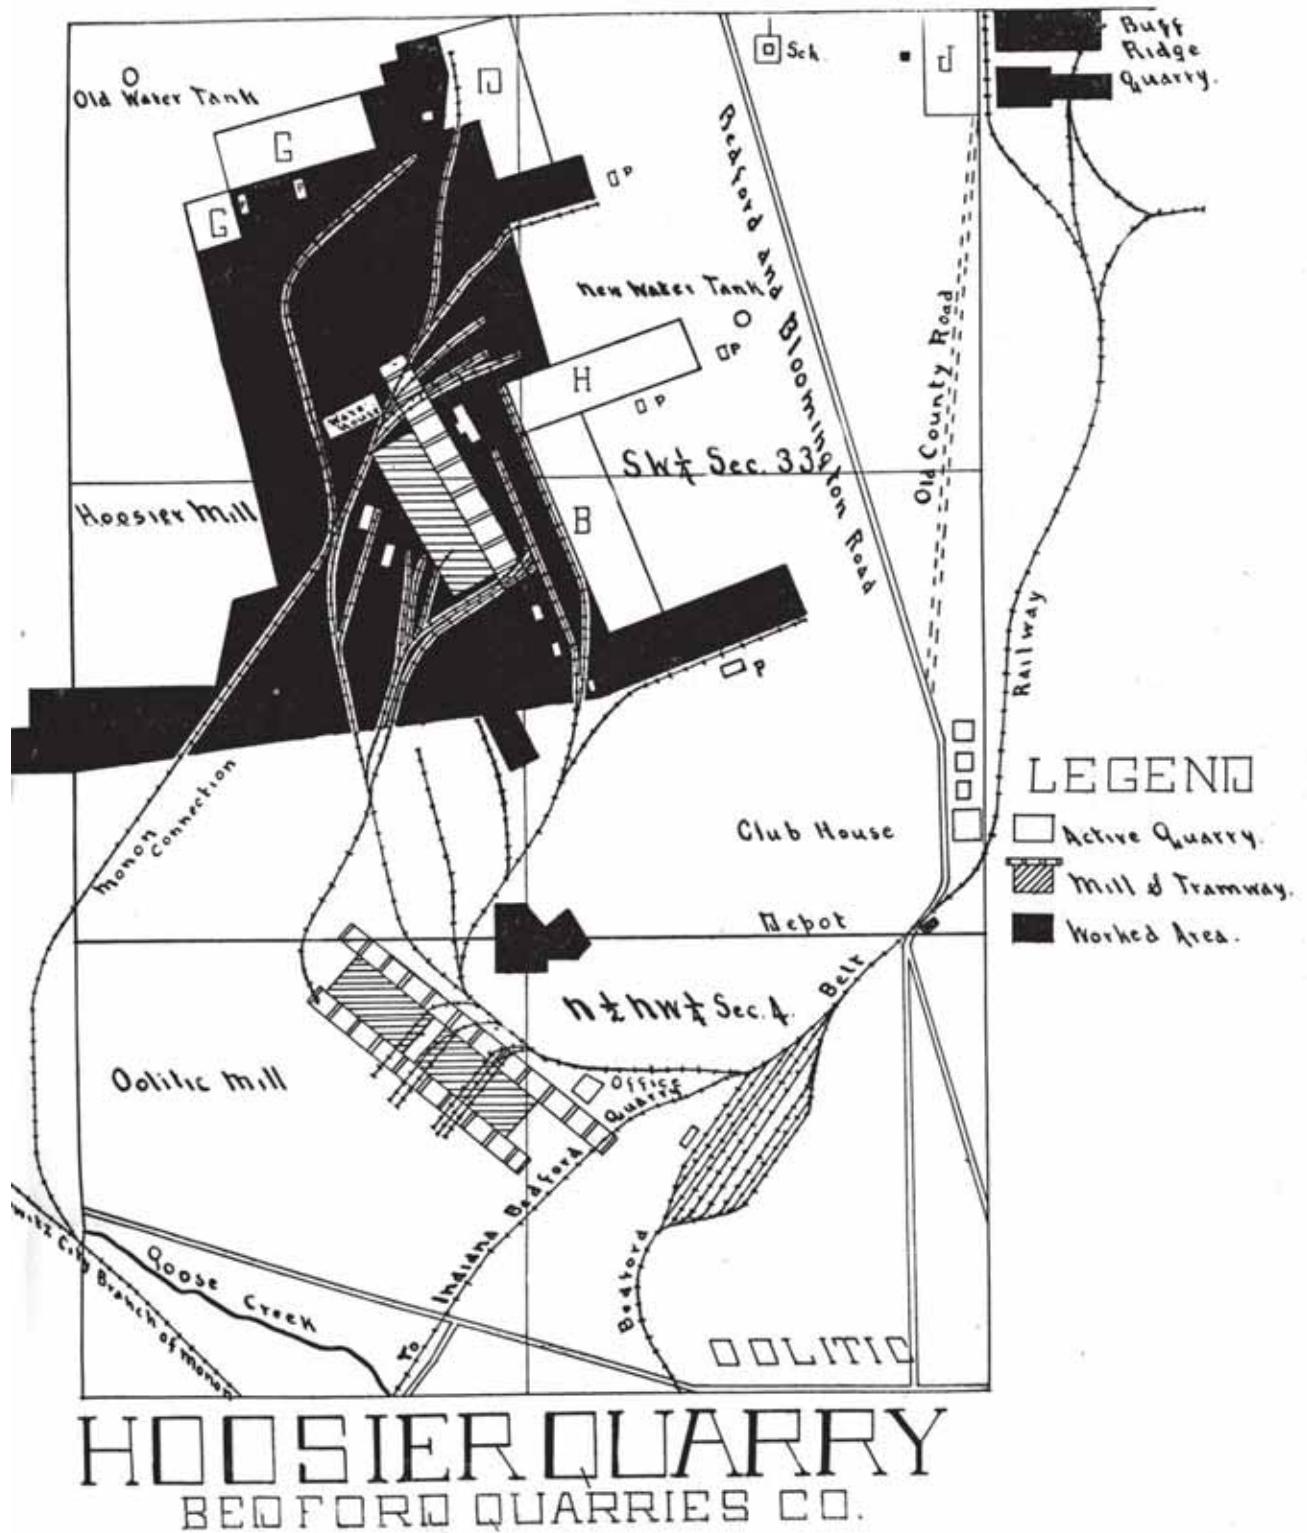 Buff
Ridge
Quarry.
Sch.
J
D
Old Water Tank
G
G
P
Bedford and Bloomington Road
New Water Tank
P
H
P
Old County Road
SW¼ Sec. 33
Hoosier Mill
B
Railway
P
LEGEND
Active Quarry.
Mill & Tramway.
Worked Area.
Monon
Connection
Club House
Depot
Belt
N½ NW¼ Sec. 4.
Oolitic Mill
Office
Quarry
Bedford
Indiana
To
Bedford
Goose Creek
City Branch of Monon
OOLITIC
HOOSIER QUARRY
BEDFORD QUARRIES CO.